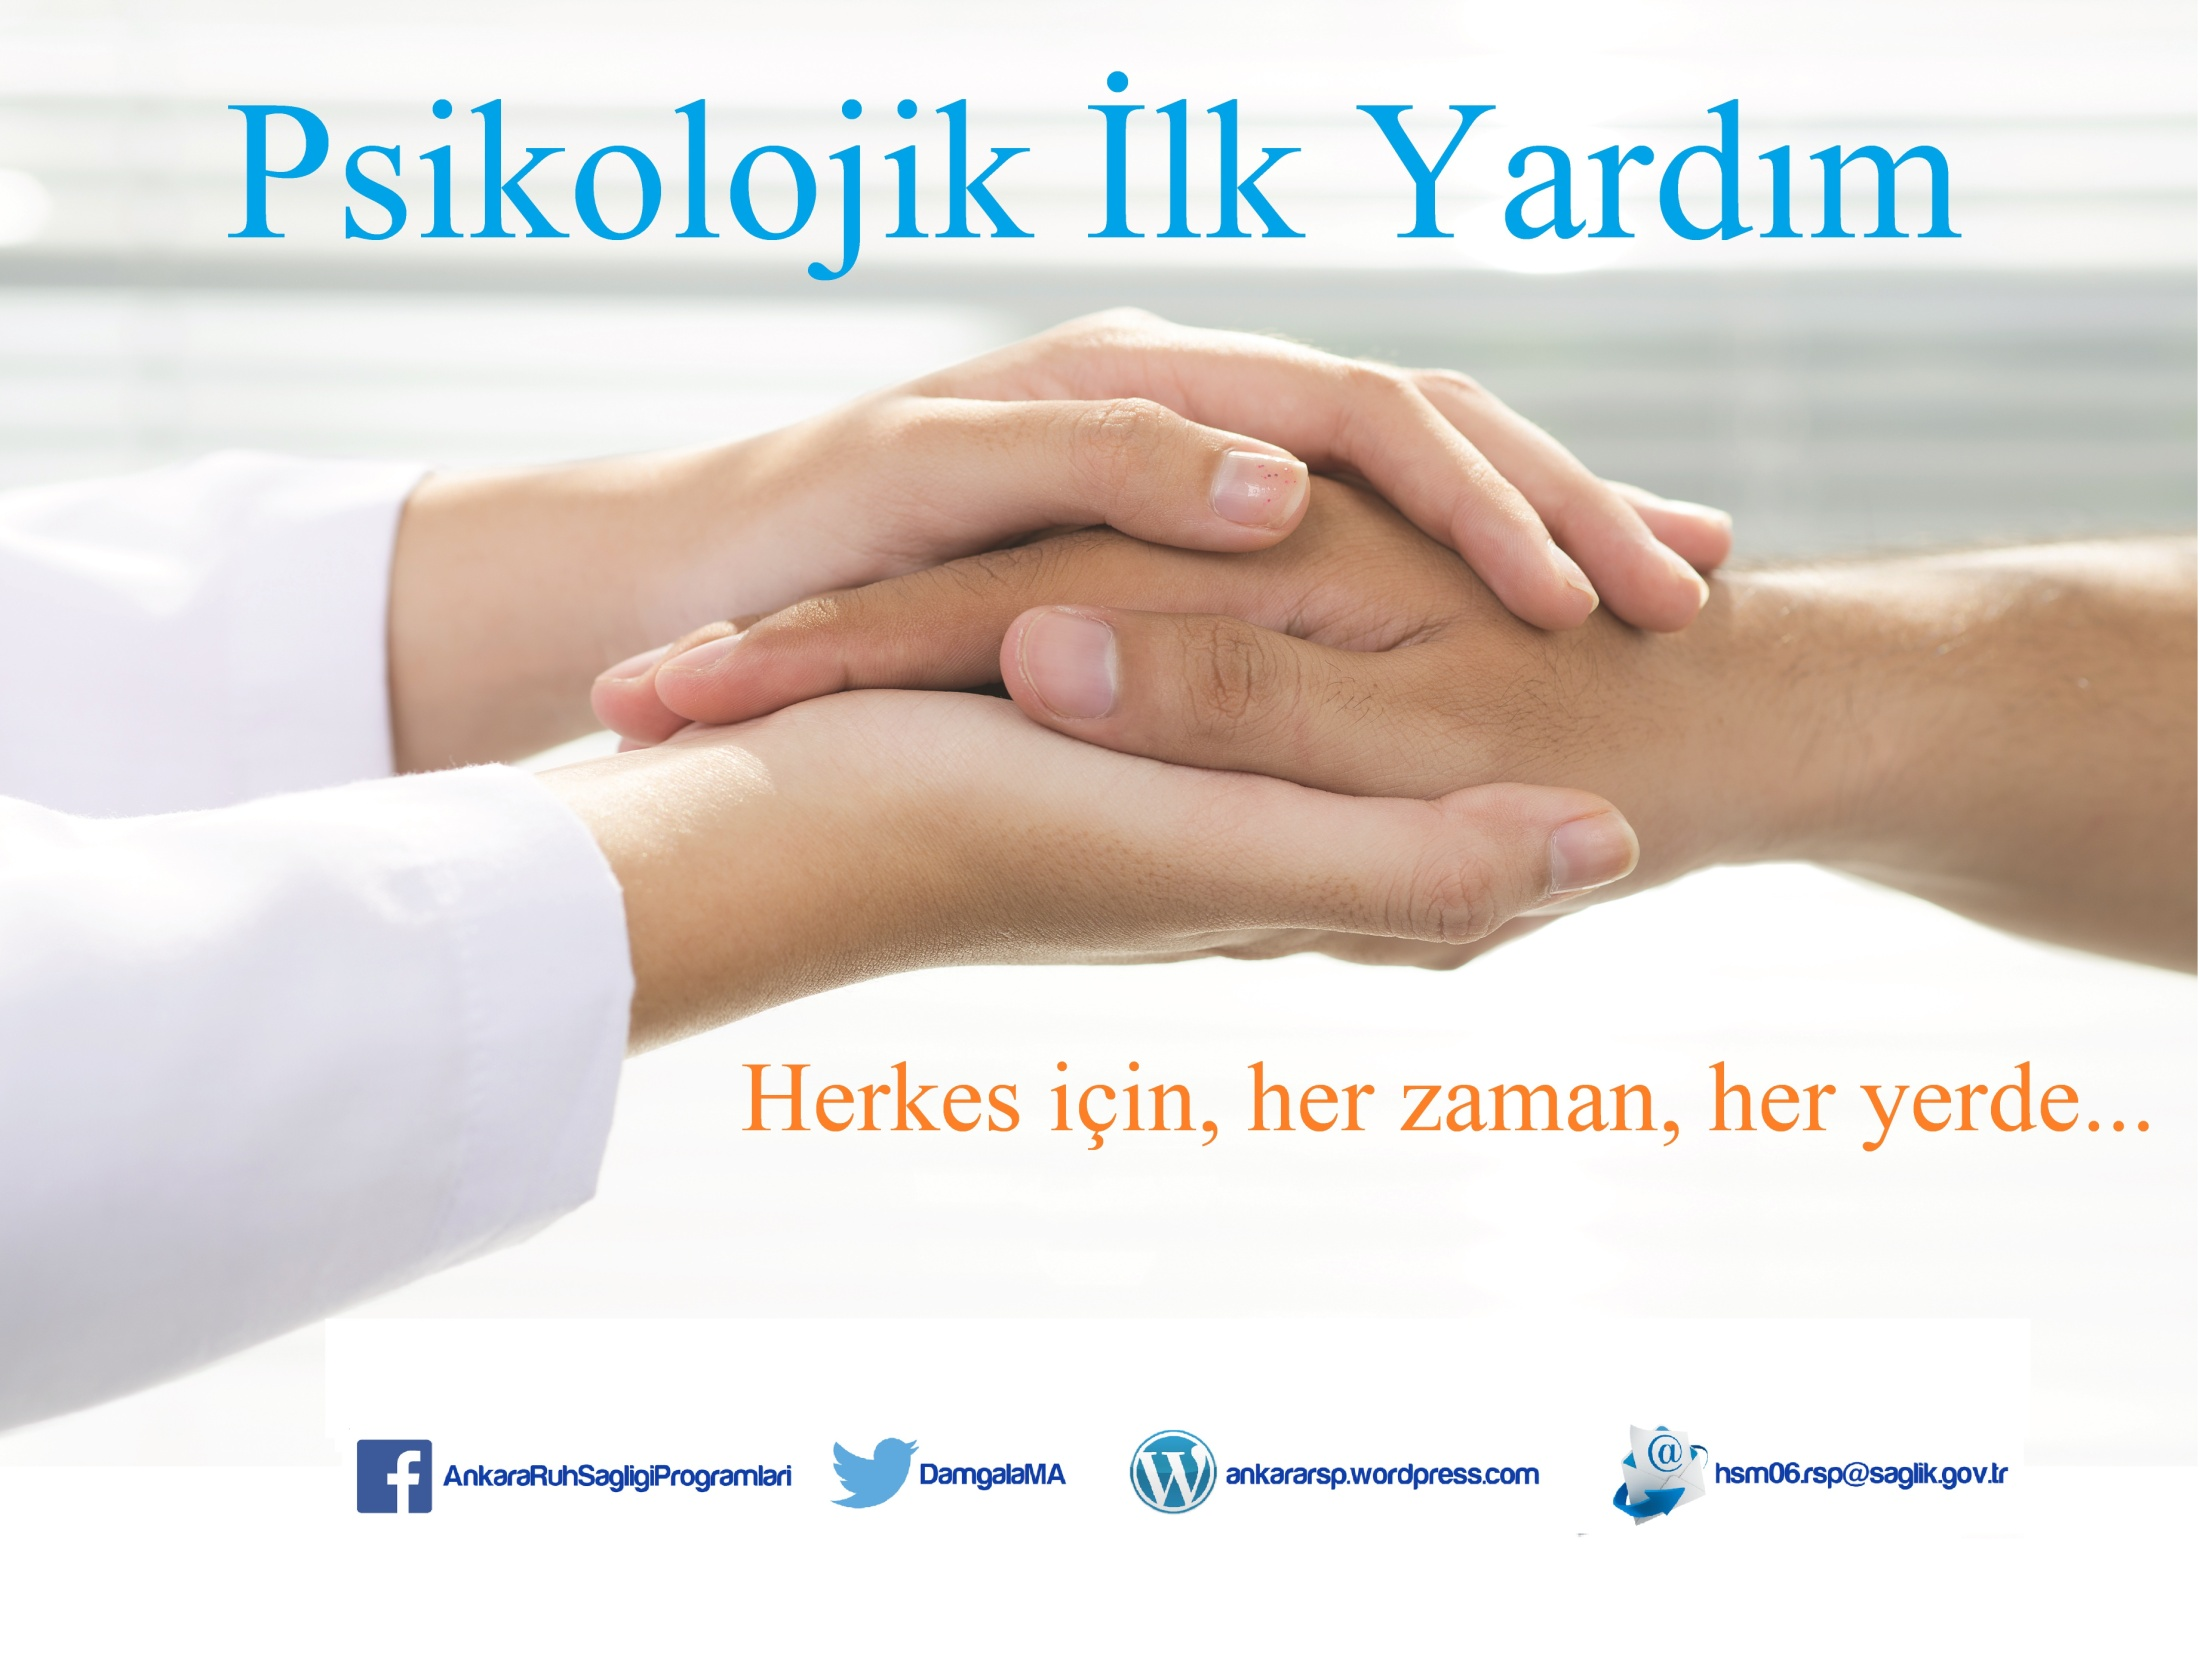 Psikolojik İlk Yardım
Herkes için, her zaman, her yerde...
AnkaraRuhSagligiProgramlari DamgalaMA ankararsp.wordpress.com hsm06.rsp@saglik.gov.tr